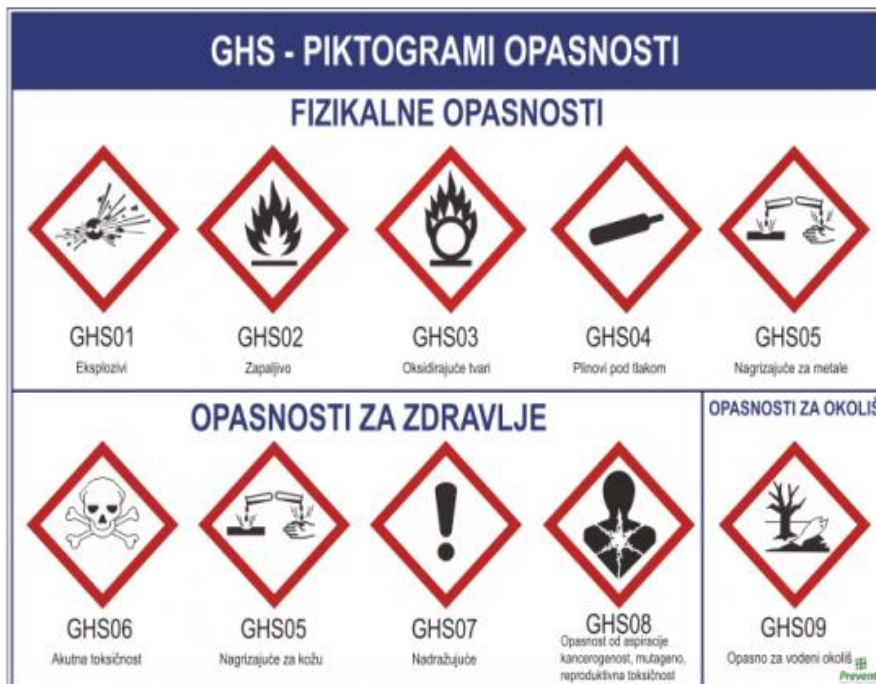 GHS - PIKTOGRAMI OPASNOSTI
FIZIKALNE OPASNOSTI
GHS01
Eksplozivi
GHS02
Zapaljivo
GHS03
Oksidirajuće tvari
GHS04
Plinovi pod tlakom
GHS05
Nagrizajuće za metale
OPASNOSTI ZA ZDRAVLJE
GHS06
Akutna toksičnost
GHS05
Nagrizajuće za kožu
GHS07
Nadražujuće
GHS08
Opasnost od aspiracije
kancerogenost, mutageno,
reproduktivna toksičnost
OPASNOSTI ZA OKOLIŠ
GHS09
Opasno za vodeni okoliš
Prevent